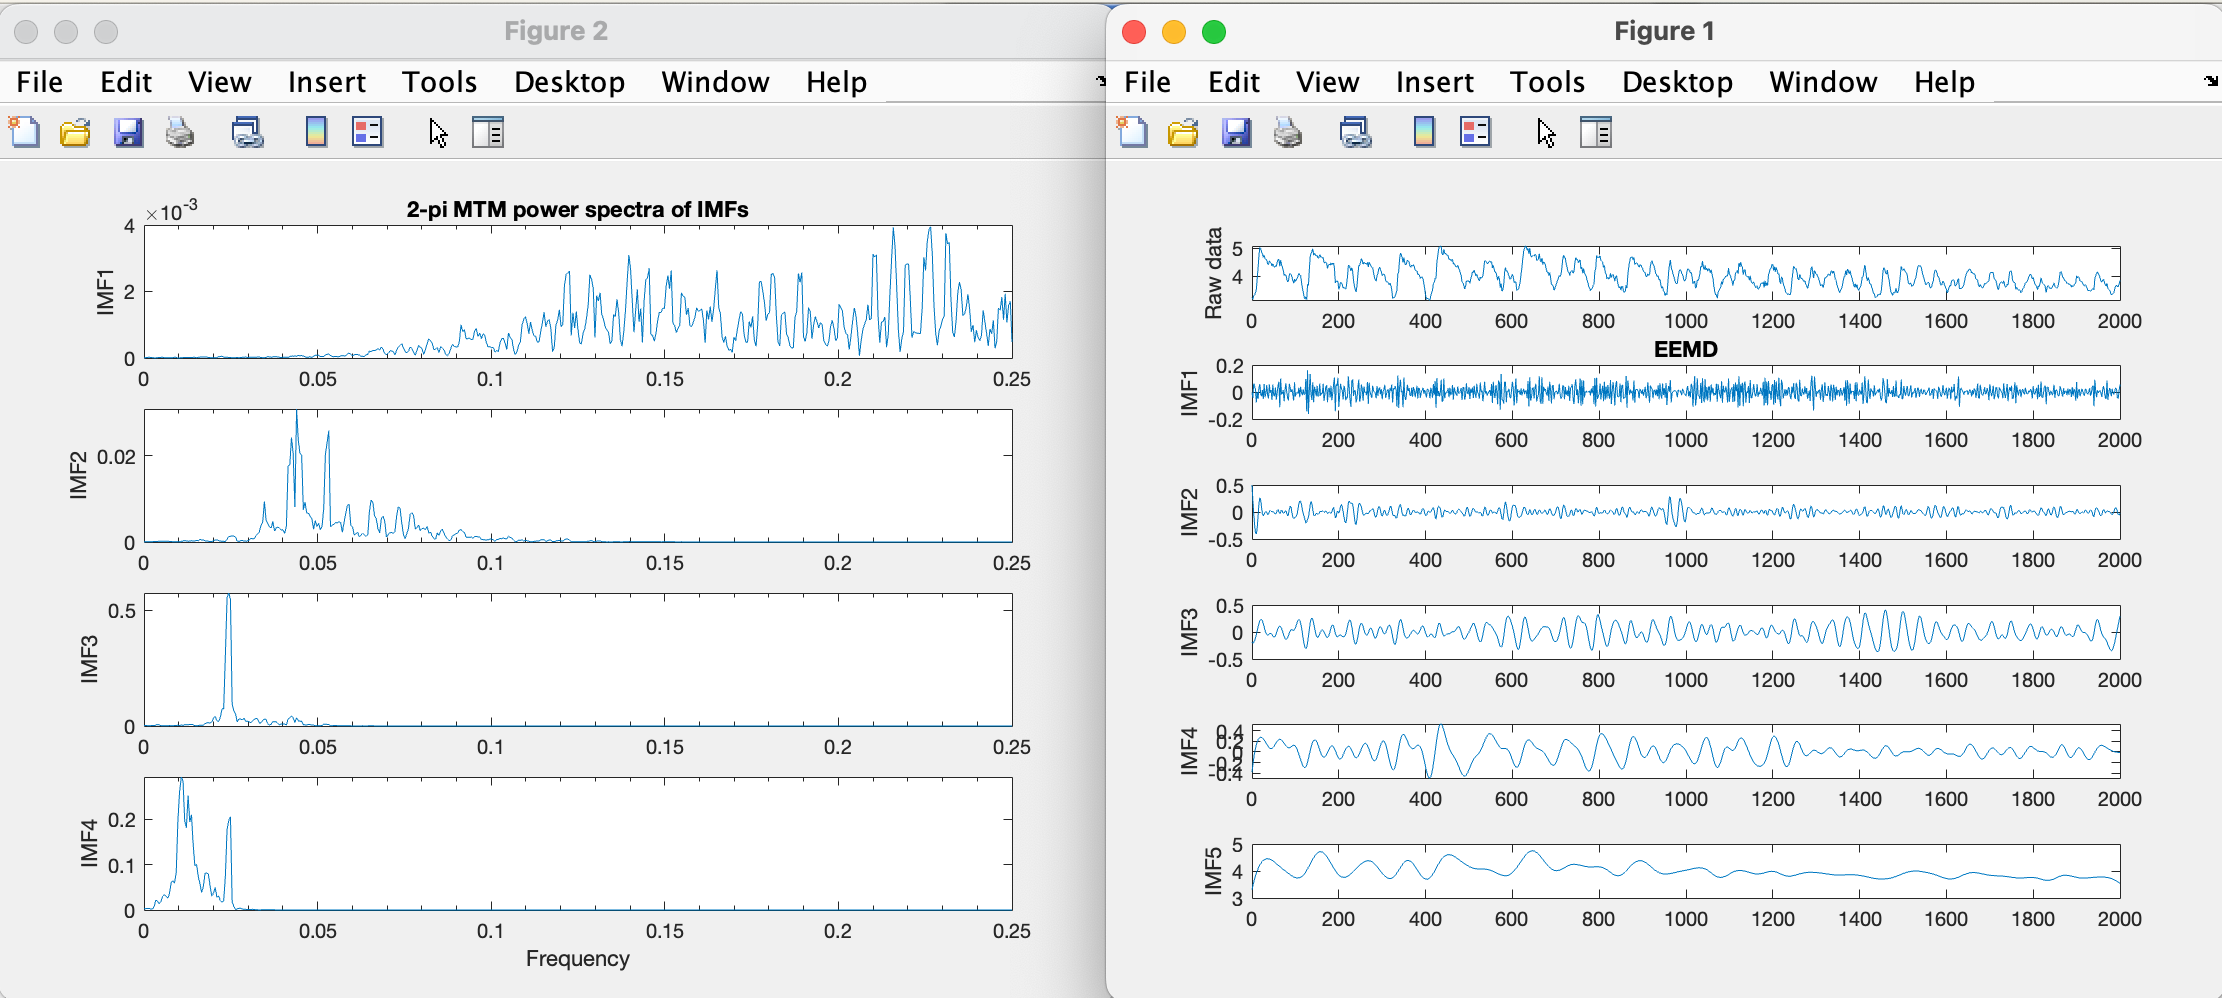 Figure 2
File Edit View Insert Tools Desktop Window Help
2-pi MTM power spectra of IMFs
×10-3
IMF1
4
2
0
0 0.05 0.1 0.15 0.2 0.25
IMF2
0.02
0
0 0.05 0.1 0.15 0.2 0.25
IMF3
0.5
0
0 0.05 0.1 0.15 0.2 0.25
IMF4
0.2
0.1
0
0 0.05 0.1 0.15 0.2 0.25
Frequency
Figure 1
File Edit View Insert Tools Desktop Window Help
Raw data
5
4
0 200 400 600 800 1000 1200 1400 1600 1800 2000
EEMD
IMF1
0.2
0
-0.2
0 200 400 600 800 1000 1200 1400 1600 1800 2000
IMF2
0.5
0
-0.5
0 200 400 600 800 1000 1200 1400 1600 1800 2000
IMF3
0.5
0
-0.5
0 200 400 600 800 1000 1200 1400 1600 1800 2000
IMF4
0.4
0.2
0
-0.2
-0.4
0 200 400 600 800 1000 1200 1400 1600 1800 2000
IMF5
5
4
3
0 200 400 600 800 1000 1200 1400 1600 1800 2000